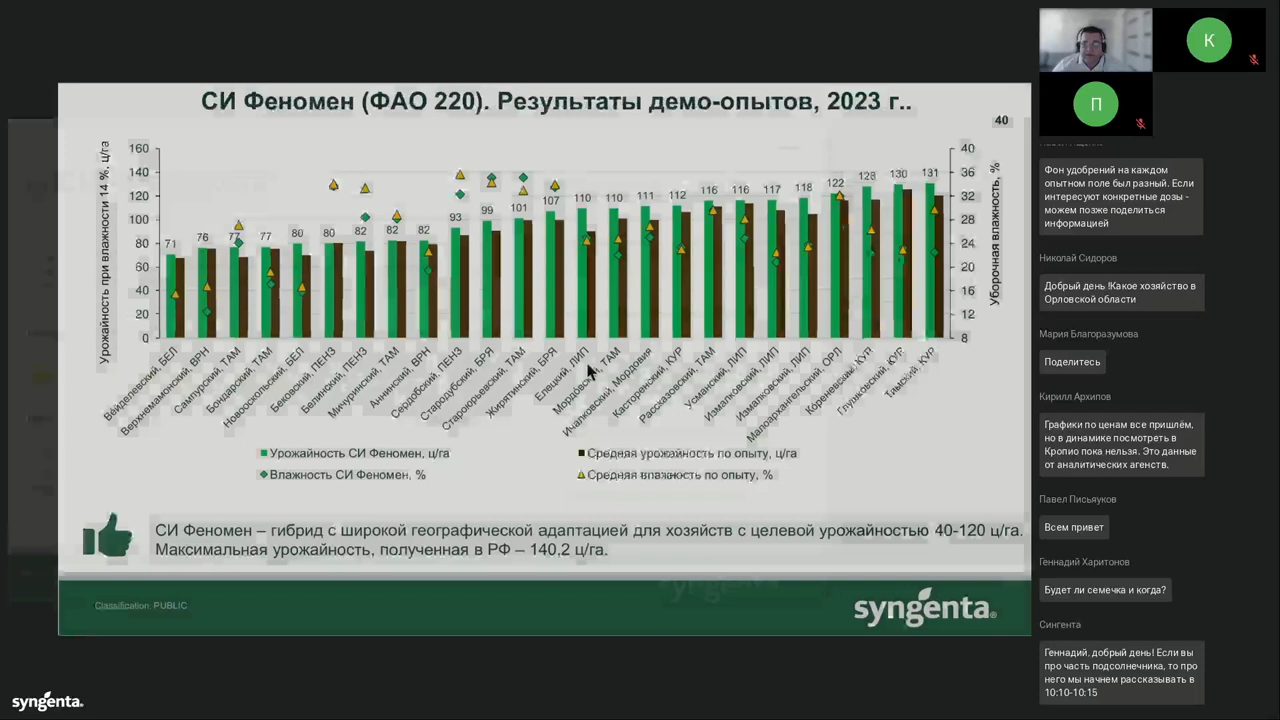 СИ Феномен (ФАО 220). Результаты демо-опытов, 2023 г..
40
Урожайность при влажности 14 %, ц/га
160
140
120
100
80
60
40
20
0
71
76
77
77
80
80
82
82
82
93
99
101
107
110
110
111
112
116
116
117
118
122
128
130
131
40
36
32
28
24
20
16
12
8
Уборочная влажность, %
Вейделевский, БЕЛ
Верхнемамонский, ВРН
Сампурский, ТАМ
Бондарский, ТАМ
Новооскольский, БЕЛ
Бековский, ПЕНЗ
Белинский, ПЕНЗ
Мичуринский, ТАМ
Аннинский, ВРН
Сердобский, ПЕНЗ
Стародубский, БРЯ
Староюрьевский, ТАМ
Жирятинский, БРЯ
Елецкий, ЛИП
Мордовский, ТАМ
Ичалковский, Мордовия
Касторенский, КУР
Рассказовский, ТАМ
Усманский, ЛИП
Измалковский, ЛИП
Измалковский, ЛИП
Малоархангельский, ОРЛ
Кореневский, КУР
Глушковский, КУР
Тимский, КУР
Урожайность СИ Феномен, ц/га
Средняя урожайность по опыту, ц/га
Влажность СИ Феномен, %
Средняя влажность по опыту, %
СИ Феномен – гибрид с широкой географической адаптацией для хозяйств с целевой урожайностью 40-120 ц/га.
Максимальная урожайность, полученная в РФ – 140,2 ц/га.
Classification: PUBLIC
syngenta®
syngenta.
К
П
Фон удобрений на каждом
опытном поле был разный. Если
интересуют конкретные дозы -
можем позже поделиться
информацией
Николай Сидоров
Добрый день !Какое хозяйство в
Орловской области
Мария Благоразумова
Поделитесь
Кирилл Архипов
Графики по ценам все пришлём,
но в динамике посмотреть в
Кропио пока нельзя. Это данные
от аналитических агенств.
Павел Письяуков
Всем привет
Геннадий Харитонов
Будет ли семечка и когда?
Сингента
Геннадий, добрый день! Если вы
про часть подсолнечника, то про
него мы начнем рассказывать в
10:10-10:15